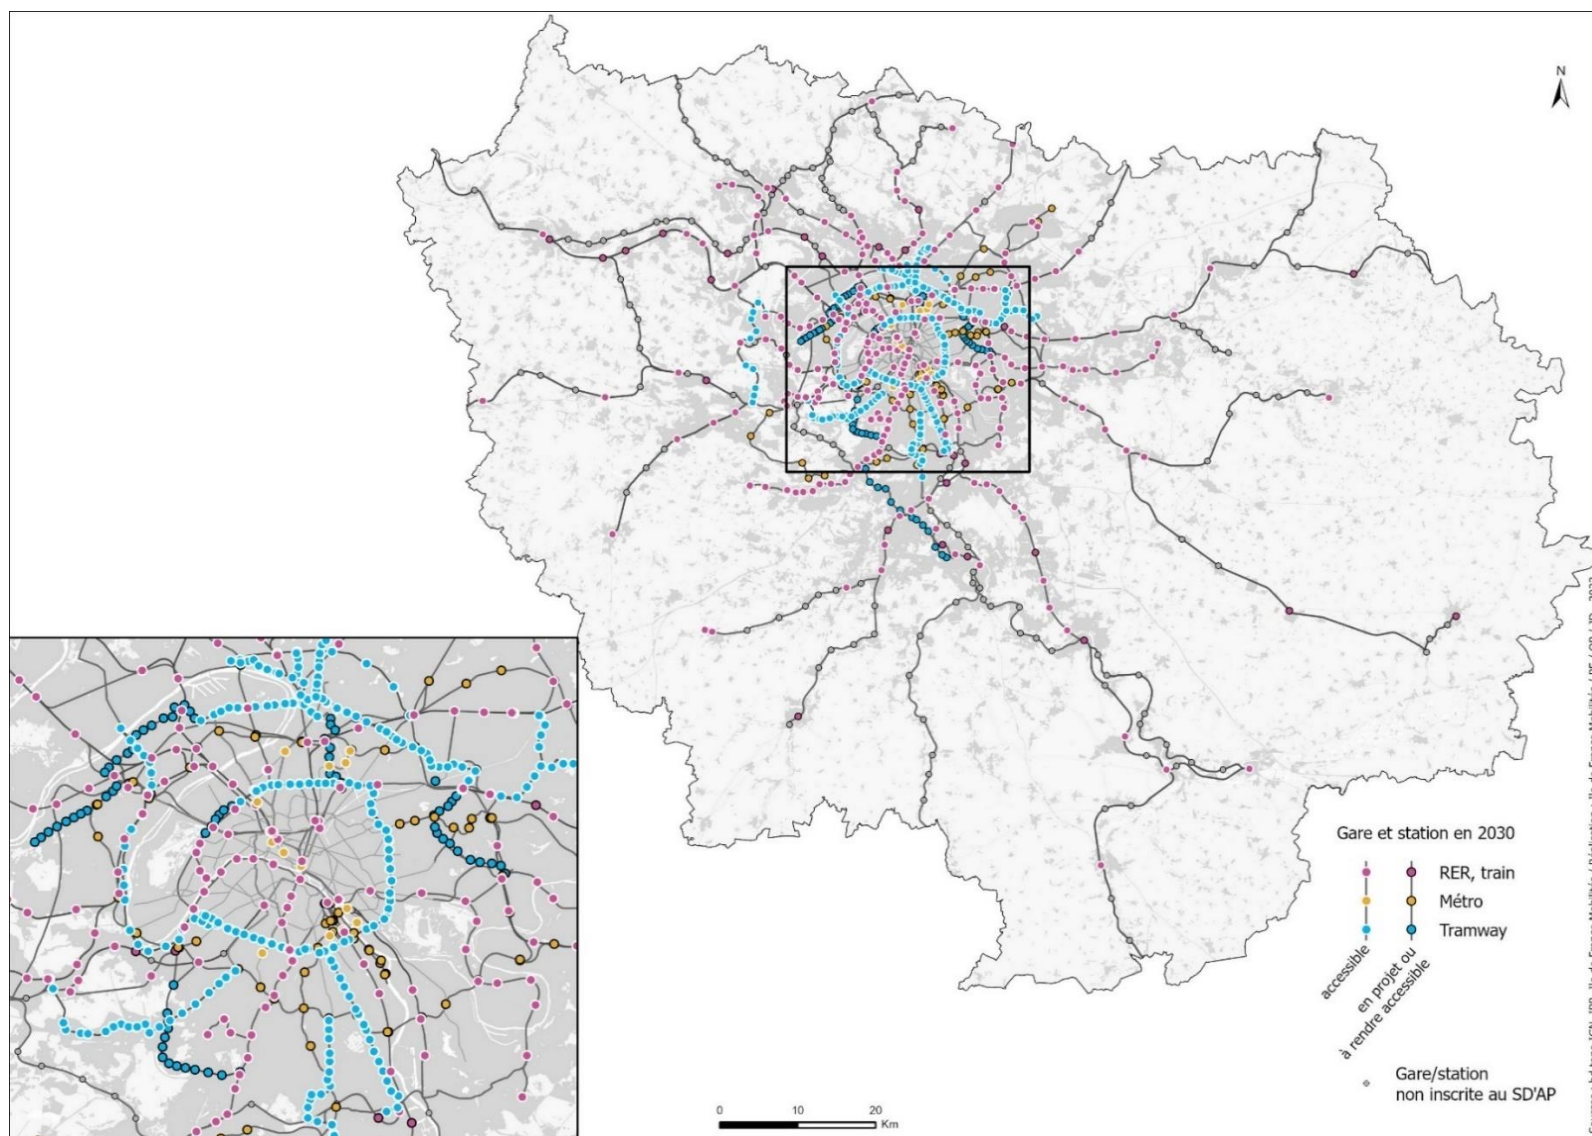 N
Gare et station en 2030
RER, train
Métro
Tramway
accessible
en projet ou
à rendre accessible
Gare/station
non inscrite au SD'AP
0 10 20
Km